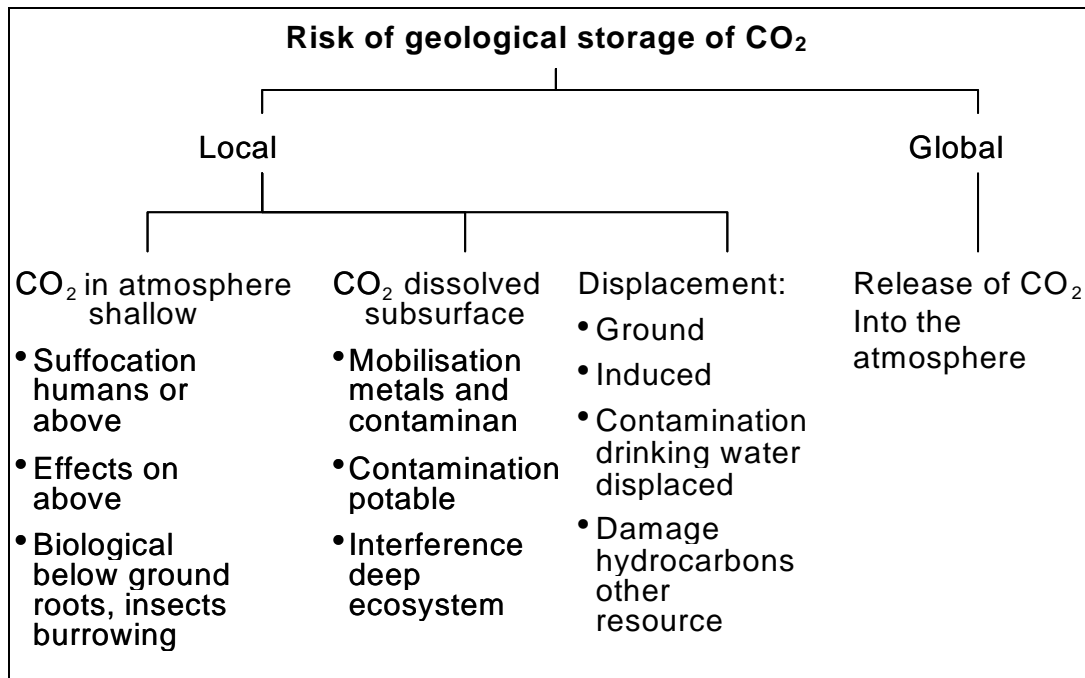 Risk of geological storage of CO₂
Local
Global
CO₂ in atmosphere
shallow
• Suffocation
humans or
above
• Effects on
above
• Biological
below ground
roots, insects
burrowing
CO₂ dissolved
subsurface
• Mobilisation
metals and
contaminan
• Contamination
potable
• Interference
deep
ecosystem
Displacement:
• Ground
• Induced
• Contamination
drinking water
displaced
• Damage
hydrocarbons
other
resource
Release of CO₂
Into the
atmosphere